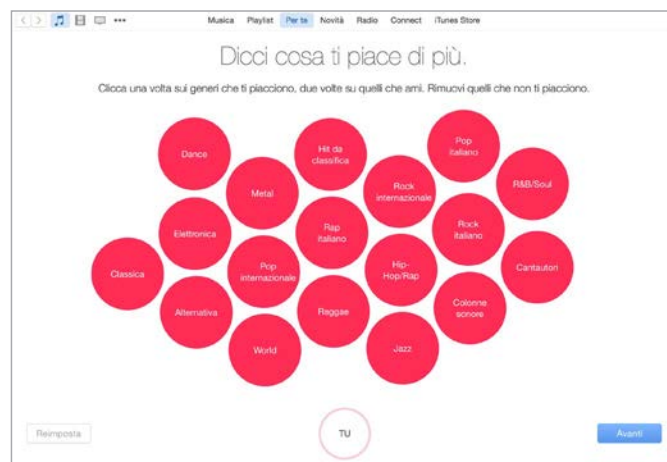 Musica Playlist Per te Novità Radio Connect iTunes Store
Dicci cosa ti piace di più.
Clicca una volta sui generi che ti piacciono, due volte su quelli che ami. Rimuovi quelli che non ti piacciono.
Dance
Hit da
classifica
Pop
italiano
Metal
Rock
internazionale
R&B/Soul
Elettronica
Rap
italiano
Rock
italiano
Classica
Pop
internazionale
Hip-
Hop/Rap
Cantautori
Alternativa
Reggae
Colonne
sonore
World
Jazz
Reimposta
TU
Avanti